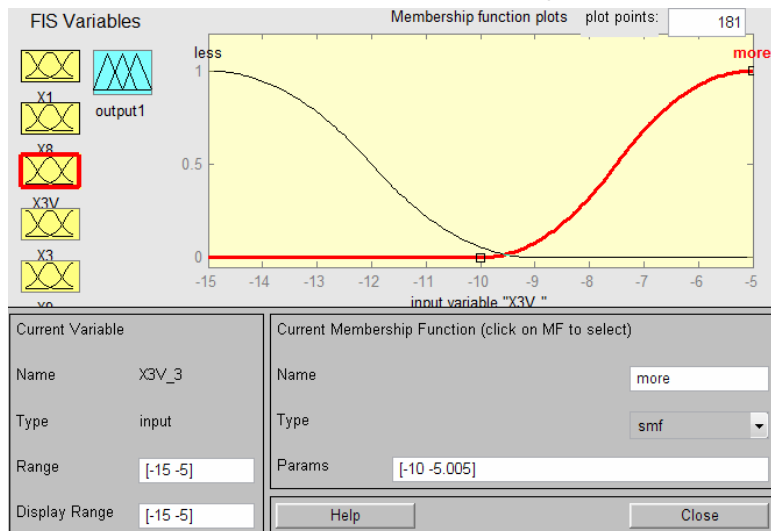 FIS Variables
Membership function plots plot points: 181
X1
output1
X8
X3V
X3
less
more
1
0.5
0
-15 -14 -13 -12 -11 -10 -9 -8 -7 -6 -5
input variable "X3V_"
Current Variable
Name X3V_3
Type input
Range [-15 -5]
Display Range [-15 -5]
Current Membership Function (click on MF to select)
Name more
Type smf
Params [-10 -5.005]
Help Close